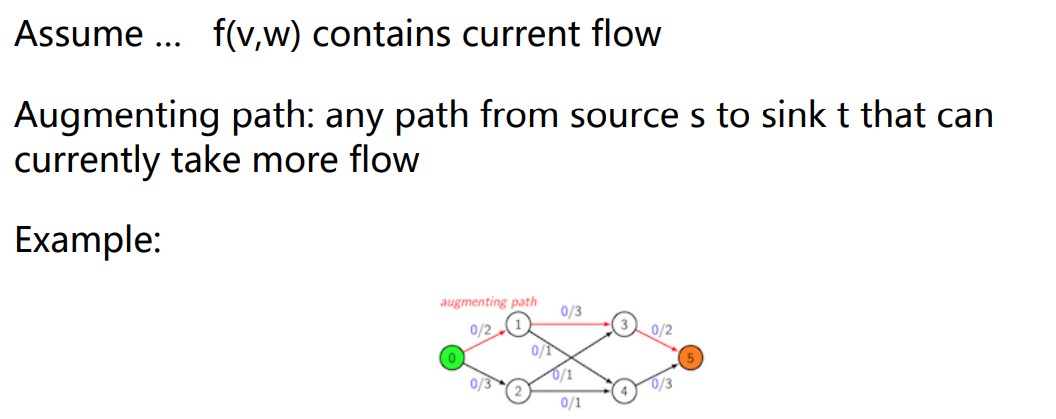 Assume ... f(v,w) contains current flow
Augmenting path: any path from source s to sink t that can
currently take more flow
Example:
augmenting path
0/3
0/2
1
3
0/2
0
0/1
5
0/3
2
0/1
4
0/3
0/1